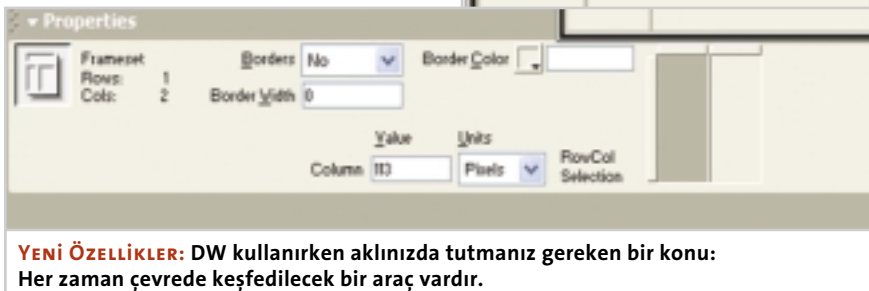 Properties
Frameset
Rows: 1
Cols: 2
Borders No
Border Color
Border Width 0
Value
Units
Column 113
Pixels
RowCol
Selection
YENİ ÖZELLİKLER: DW kullanırken aklınızda tutmanız gereken bir konu:
Her zaman çevrede keşfedilecek bir araç vardır.